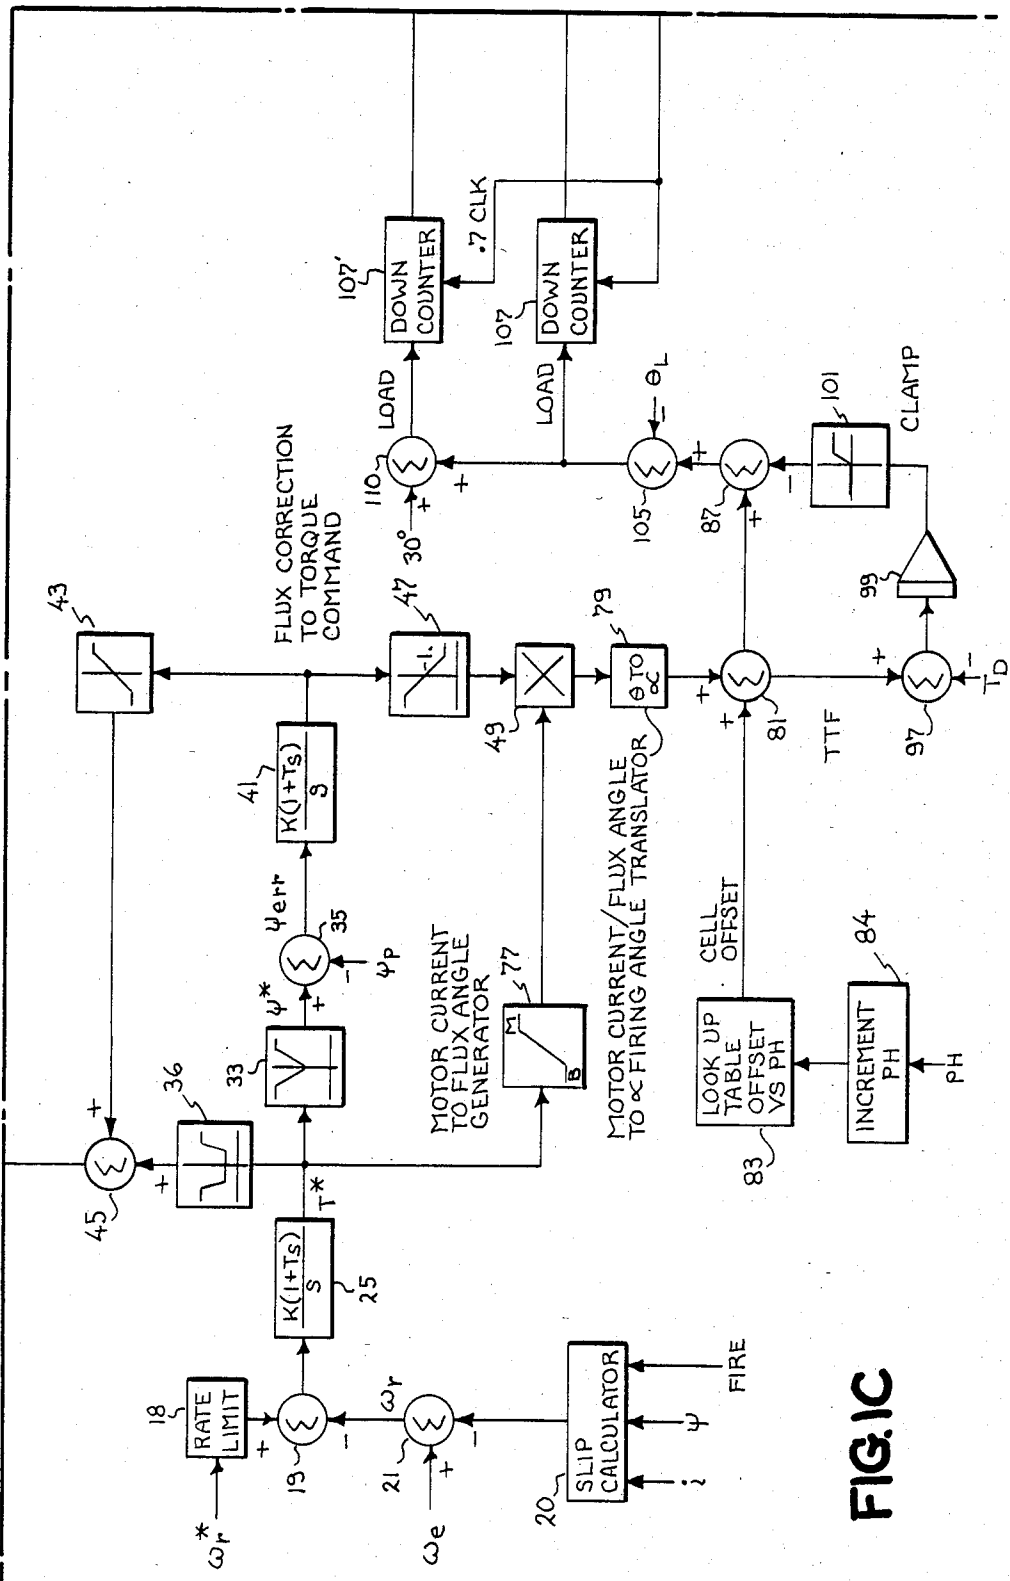 43
FLUX CORRECTION
TO TORQUE
COMMAND
LOAD
107'
DOWN
COUNTER
.7 CLK
107
DOWN
COUNTER
LOAD
110
Σ
+
+
30°
36
45
Σ
+
+
33
ψ*
+
Σ
35
-
ψP
ψerr
41
K(1+Ts)
S
47
-1.
49
79
θ TO
∝
105
Σ
-
θL
+
87
Σ
+
-
101
CLAMP
99
81
Σ
+
+
TTF
97
Σ
+
-
TD
MOTOR CURRENT
TO FLUX ANGLE
GENERATOR
77
M
B
MOTOR CURRENT/FLUX ANGLE
TO ∝ FIRING ANGLE TRANSLATOR
CELL
OFFSET
83
LOOK UP
TABLE
OFFSET
VS PH
84
INCREMENT
PH
PH
ωr*
18
RATE
LIMIT
+
19
Σ
-
K(1+Ts)
S
25
T*
ωr
21
Σ
+
-
ωe
20
SLIP
CALCULATOR
i
ψ
FIRE
FIG.1C